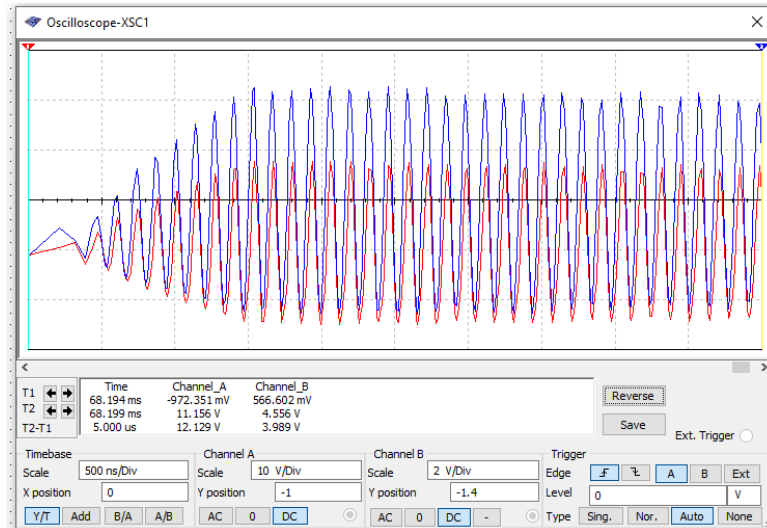 Oscilloscope-XSC1
Time Channel_A Channel_B
T1 68.194 ms -972.351 mV 566.602 mV
T2 68.199 ms 11.156 V 4.556 V
T2-T1 5.000 us 12.129 V 3.989 V
Reverse
Save
Ext. Trigger
Timebase Channel A Channel B Trigger
Scale 500 ns/Div Scale 10 V/Div Scale 2 V/Div Edge A B Ext
X position 0 Y position -1 Y position -1.4 Level 0 V
Y/T Add B/A A/B AC 0 DC AC 0 DC - Type Sing. Nor. Auto None